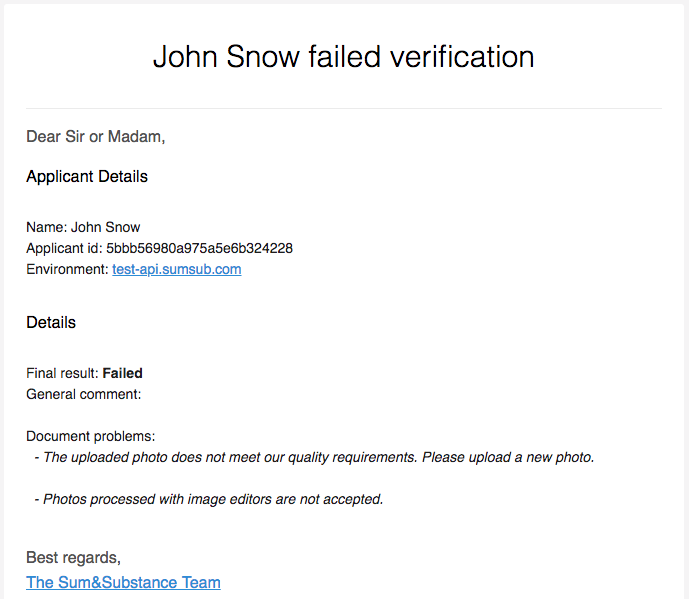 John Snow failed verification
Dear Sir or Madam,
Applicant Details
Name: John Snow
Applicant id: 5bbb56980a975a5e6b324228
Environment: test-api.sumsub.com
Details
Final result: Failed
General comment:
Document problems:
- The uploaded photo does not meet our quality requirements. Please upload a new photo.
- Photos processed with image editors are not accepted.
Best regards,
The Sum&Substance Team